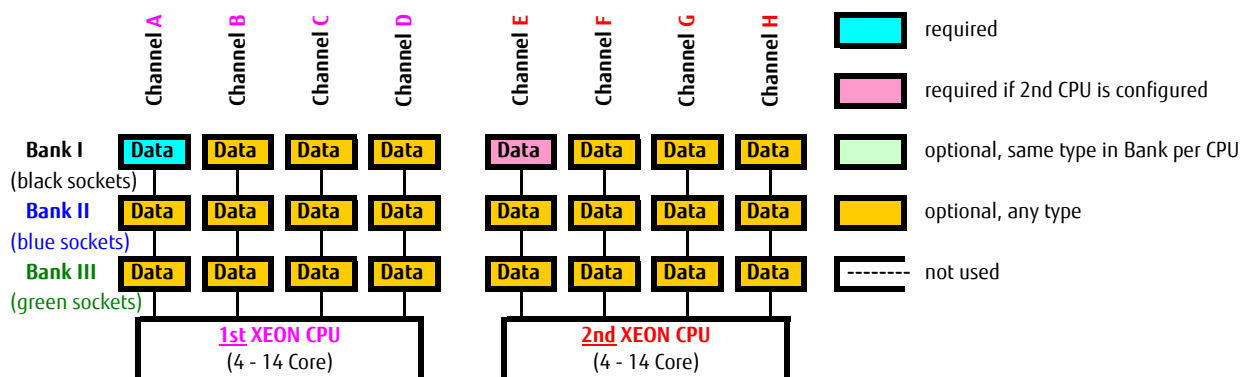 Channel A
Channel B
Channel C
Channel D
Channel E
Channel F
Channel G
Channel H
required
required if 2nd CPU is configured
optional, same type in Bank per CPU
optional, any type
not used
Bank I
(black sockets)
Data Data Data Data Data Data Data Data
Bank II
(blue sockets)
Data Data Data Data Data Data Data Data
Bank III
(green sockets)
Data Data Data Data Data Data Data Data
1st XEON CPU
(4 - 14 Core)
2nd XEON CPU
(4 - 14 Core)